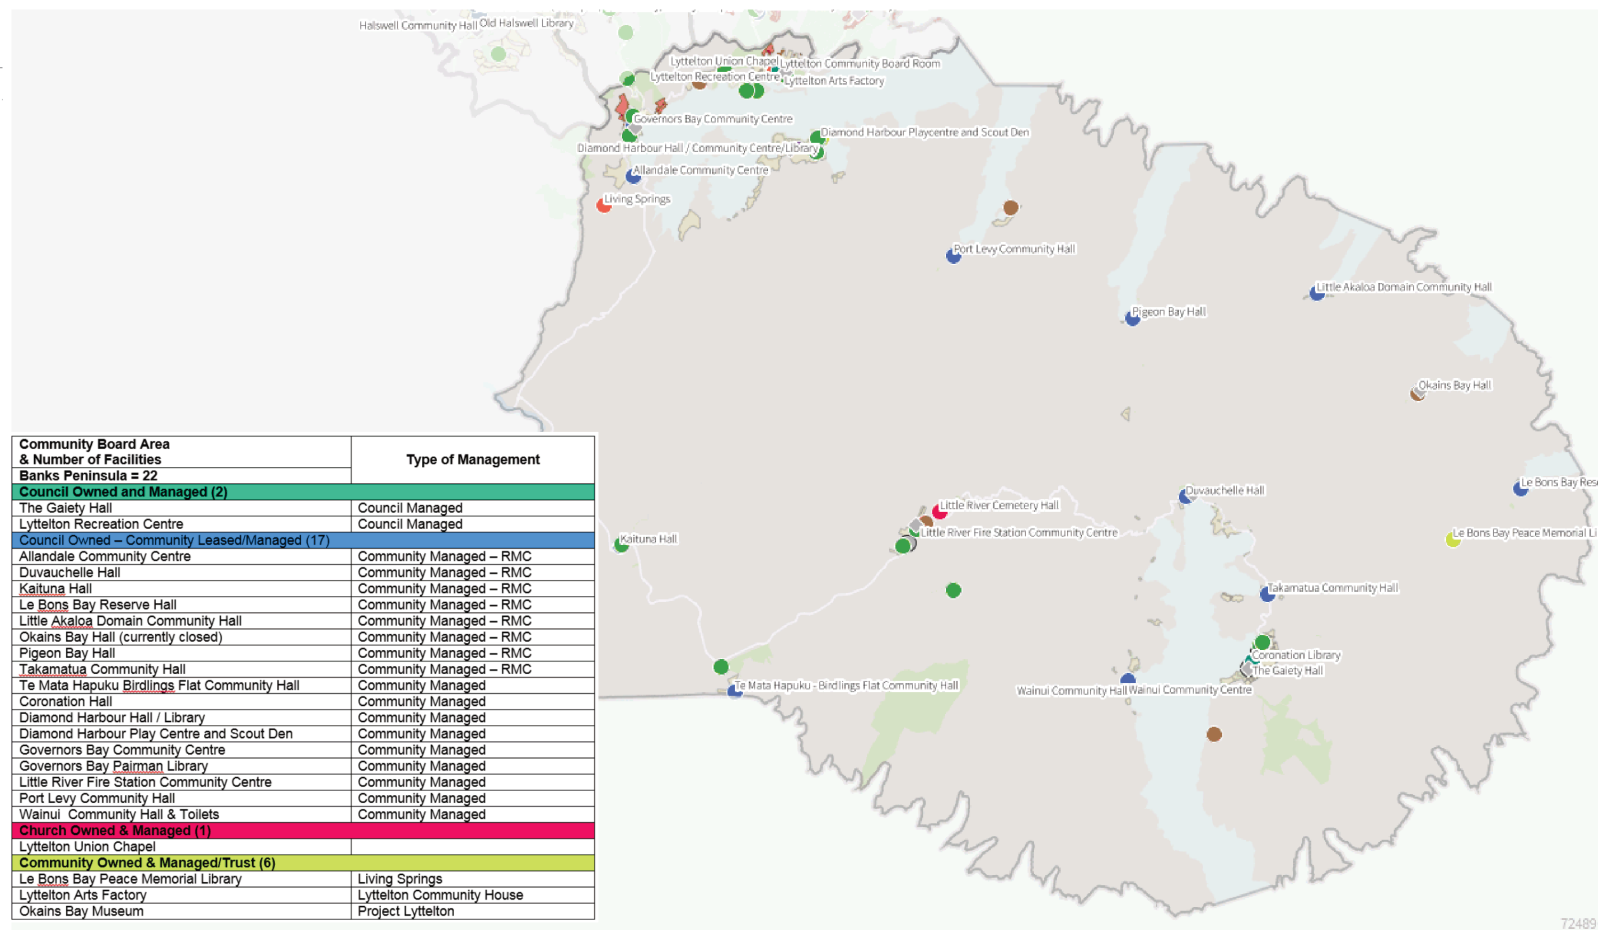 Halswell Community Hall
Old Halswell Library
Lyttelton Union Chapel
Lyttelton Community Board Room
Lyttelton Recreation Centre
Lyttelton Arts Factory
Governors Bay Community Centre
Diamond Harbour Playcentre and Scout Den
Diamond Harbour Hall / Community Centre/Library
Allandale Community Centre
Living Springs
Port Levy Community Hall
Little Akaloa Domain Community Hall
Pigeon Bay Hall
Okains Bay Hall
Duvauchelle Hall
Le Bons Bay Rese
Little River Cemetery Hall
Little River Fire Station Community Centre
Le Bons Bay Peace Memorial Li
Kaituna Hall
Takamatua Community Hall
Coronation Library
The Gaiety Hall
Te Mata Hapuku - Birdlings Flat Community Hall
Wainui Community Hall
Wainui Community Centre
Community Board Area
& Number of Facilities
Type of Management
Banks Peninsula = 22
Council Owned and Managed (2)
The Gaiety Hall Council Managed
Lyttelton Recreation Centre Council Managed
Council Owned – Community Leased/Managed (17)
Allandale Community Centre Community Managed – RMC
Duvauchelle Hall Community Managed – RMC
Kaituna Hall Community Managed – RMC
Le Bons Bay Reserve Hall Community Managed – RMC
Little Akaloa Domain Community Hall Community Managed – RMC
Okains Bay Hall (currently closed) Community Managed – RMC
Pigeon Bay Hall Community Managed – RMC
Takamatua Community Hall Community Managed – RMC
Te Mata Hapuku Birdlings Flat Community Hall Community Managed
Coronation Hall Community Managed
Diamond Harbour Hall / Library Community Managed
Diamond Harbour Play Centre and Scout Den Community Managed
Governors Bay Community Centre Community Managed
Governors Bay Pairman Library Community Managed
Little River Fire Station Community Centre Community Managed
Port Levy Community Hall Community Managed
Wainui Community Hall & Toilets Community Managed
Church Owned & Managed (1)
Lyttelton Union Chapel
Community Owned & Managed/Trust (6)
Le Bons Bay Peace Memorial Library Living Springs
Lyttelton Arts Factory Lyttelton Community House
Okains Bay Museum Project Lyttelton
72489